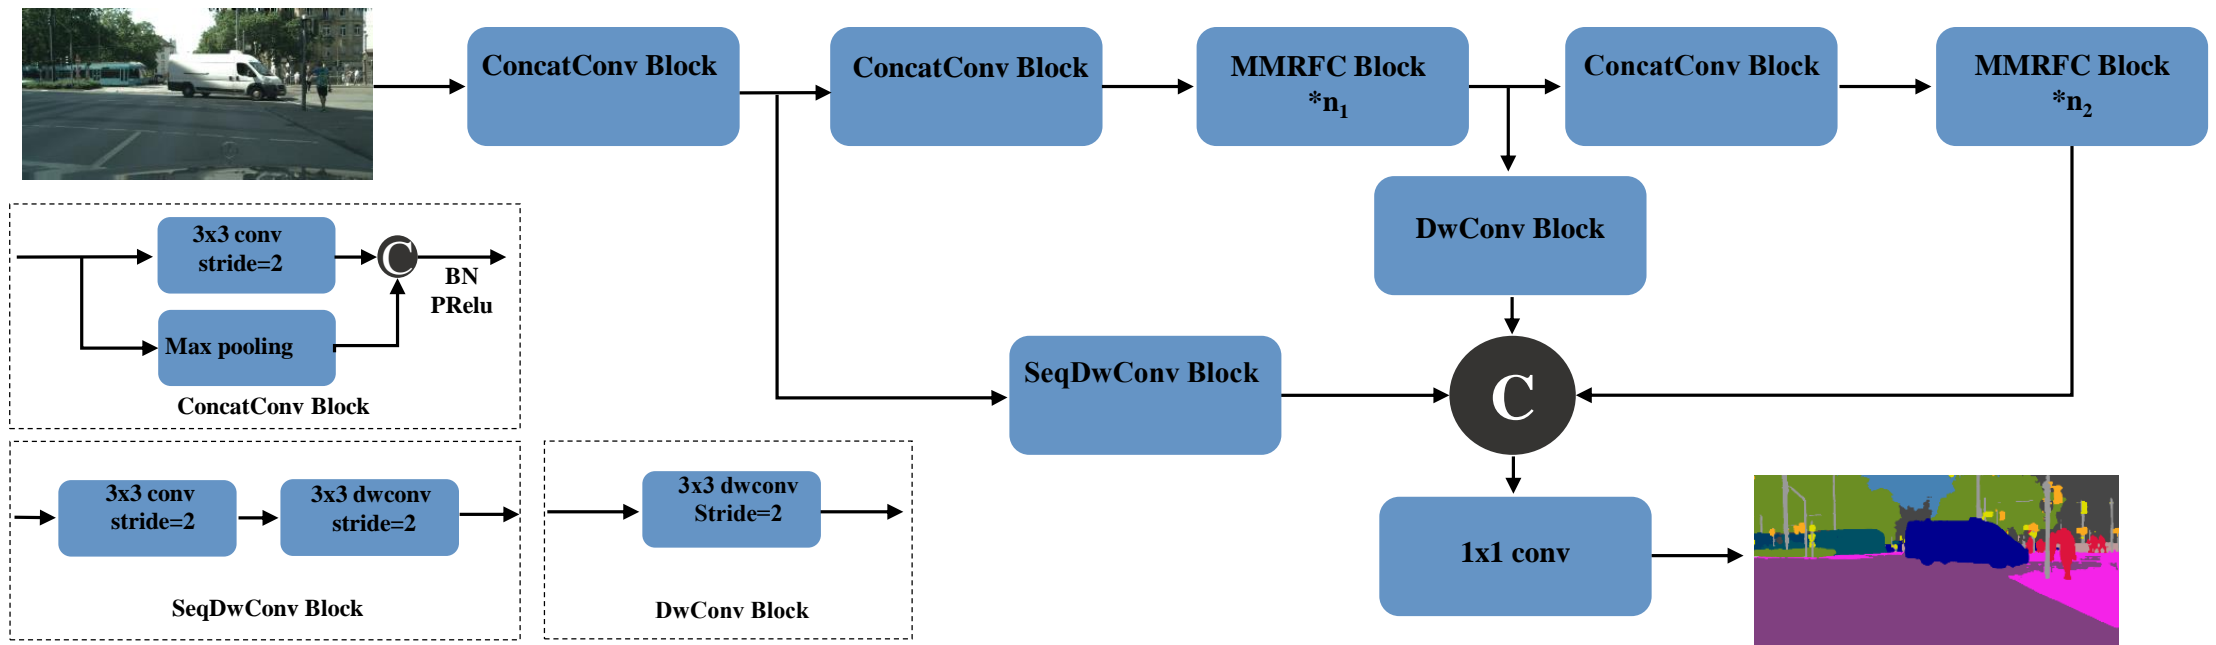 ConcatConv Block
ConcatConv Block
MMRFC Block
*n₁
ConcatConv Block
MMRFC Block
*n₂
DwConv Block
SeqDwConv Block
C
1x1 conv
3x3 conv
stride=2
C
BN
PRelu
Max pooling
ConcatConv Block
3x3 conv
stride=2
3x3 dwconv
stride=2
SeqDwConv Block
3x3 dwconv
Stride=2
DwConv Block